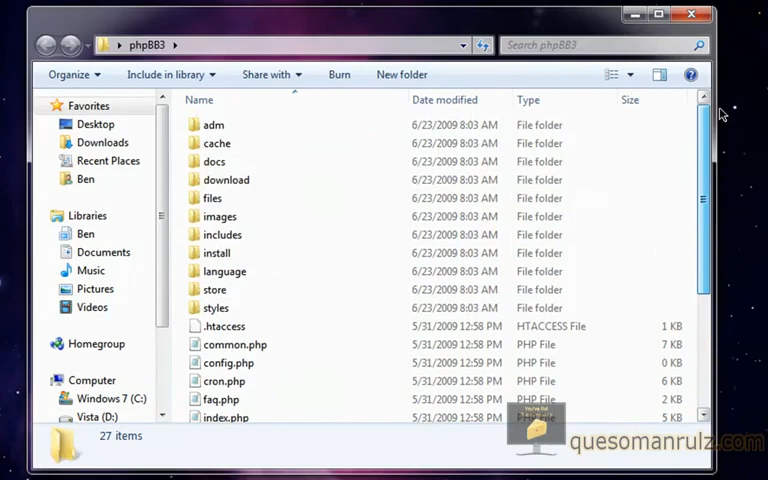 phpBB3
Search phpBB3
Organize Include in library Share with Burn New folder
Name Date modified Type Size
Favorites
Desktop
Downloads
Recent Places
Ben
Libraries
Ben
Documents
Music
Pictures
Videos
Homegroup
Computer
Windows 7 (C:)
Vista (D:)
adm 6/23/2009 8:03 AM File folder
cache 6/23/2009 8:03 AM File folder
docs 6/23/2009 8:03 AM File folder
download 6/23/2009 8:03 AM File folder
files 6/23/2009 8:03 AM File folder
images 6/23/2009 8:03 AM File folder
includes 6/23/2009 8:03 AM File folder
install 6/23/2009 8:03 AM File folder
language 6/23/2009 8:03 AM File folder
store 6/23/2009 8:03 AM File folder
styles 6/23/2009 8:03 AM File folder
.htaccess 5/31/2009 12:58 PM HTACCESS File 1 KB
common.php 5/31/2009 12:58 PM PHP File 7 KB
config.php 5/31/2009 12:59 PM PHP File 0 KB
cron.php 5/31/2009 12:58 PM PHP File 6 KB
faq.php 5/31/2009 12:58 PM PHP File 2 KB
index.php 5/31/2009 12:58 PM PHP File 5 KB
27 items
quesomanrulz.com